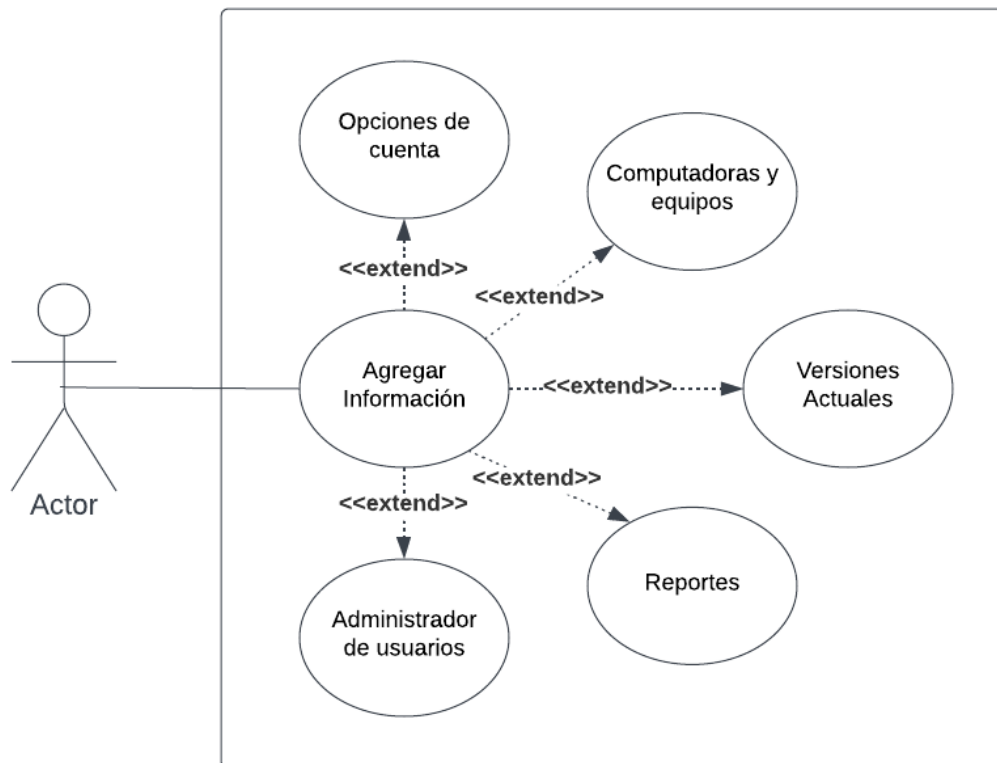 Opciones de
cuenta
Computadoras y
equipos
<<extend>>
<<extend>>
Agregar
Información
<<extend>>
Versiones
Actuales
<<extend>>
<<extend>>
Actor
Administrador
de usuarios
Reportes